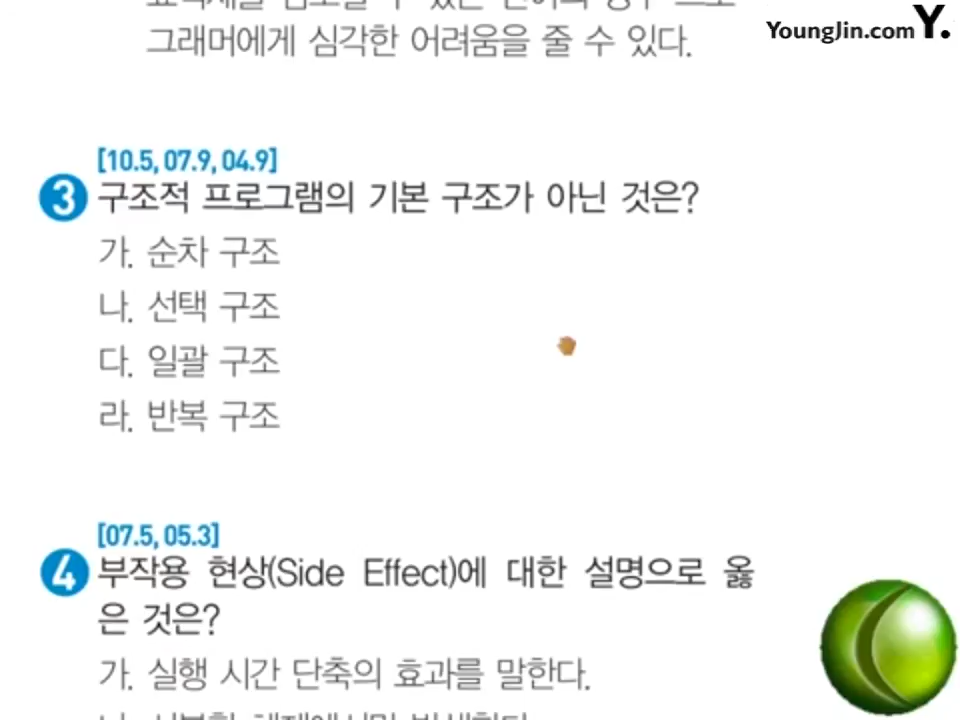 YoungJin.com Y.
그래머에게 심각한 어려움을 줄 수 있다.
[10.5, 07.9, 04.9]
3 구조적 프로그램의 기본 구조가 아닌 것은?
가. 순차 구조
나. 선택 구조
다. 일괄 구조
라. 반복 구조
[07.5, 05.3]
4 부작용 현상(Side Effect)에 대한 설명으로 옳
은 것은?
가. 실행 시간 단축의 효과를 말한다.